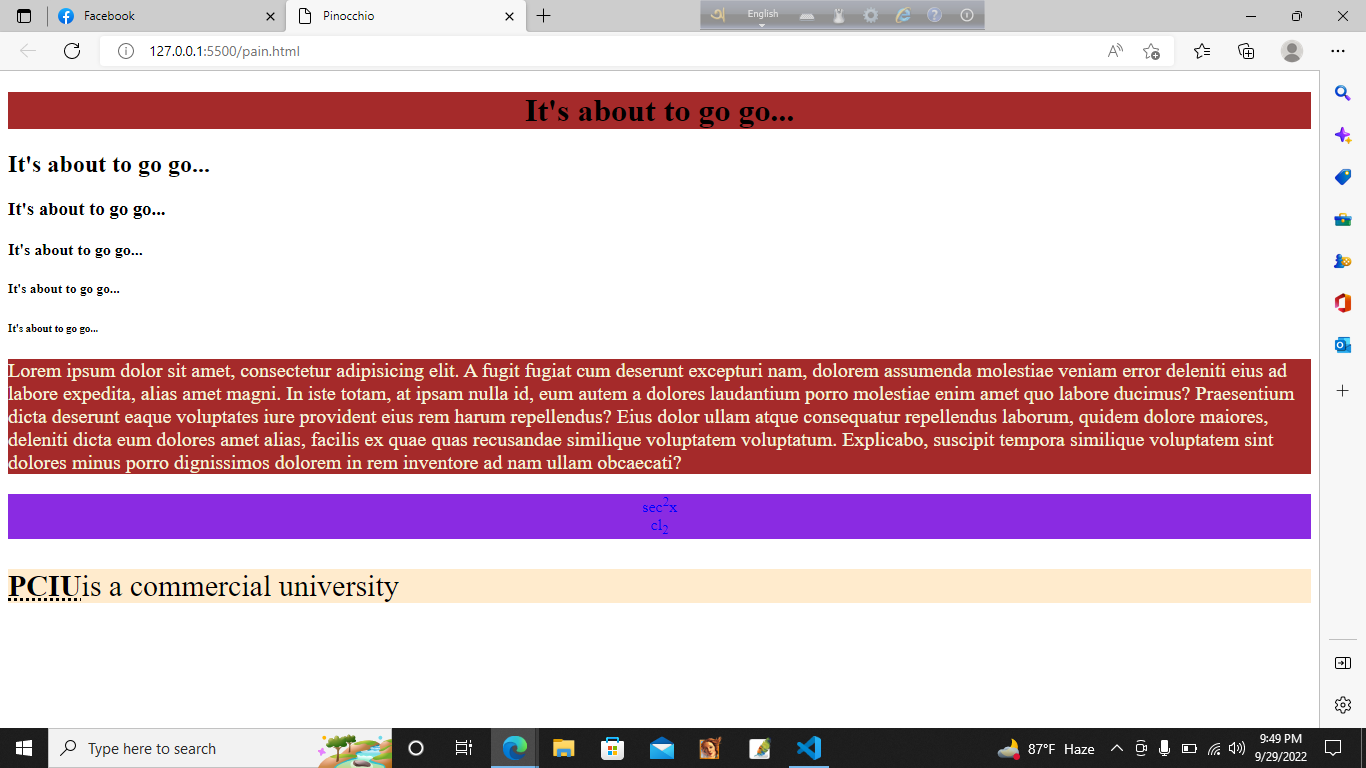 Facebook
Pinocchio
English
127.0.0.1:5500/pain.html
It's about to go go...
It's about to go go...
It's about to go go...
It's about to go go...
It's about to go go...
It's about to go go...
Lorem ipsum dolor sit amet, consectetur adipisicing elit. A fugit fugiat cum deserunt excepturi nam, dolorem assumenda molestiae veniam error deleniti eius ad
labore expedita, alias amet magni. In iste totam, at ipsam nulla id, eum autem a dolores laudantium porro molestiae enim amet quo labore ducimus? Praesentium
dicta deserunt eaque voluptates iure provident eius rem harum repellendus? Eius dolor ullam atque consequatur repellendus laborum, quidem dolore maiores,
deleniti dicta eum dolores amet alias, facilis ex quae quas recusandae similique voluptatem voluptatum. Explicabo, suscipit tempora similique voluptatem sint
dolores minus porro dignissimos dolorem in rem inventore ad nam ullam obcaecati?
sec²x
cl₂
PCIUis a commercial university
Type here to search
87°F Haze
9:49 PM
9/29/2022